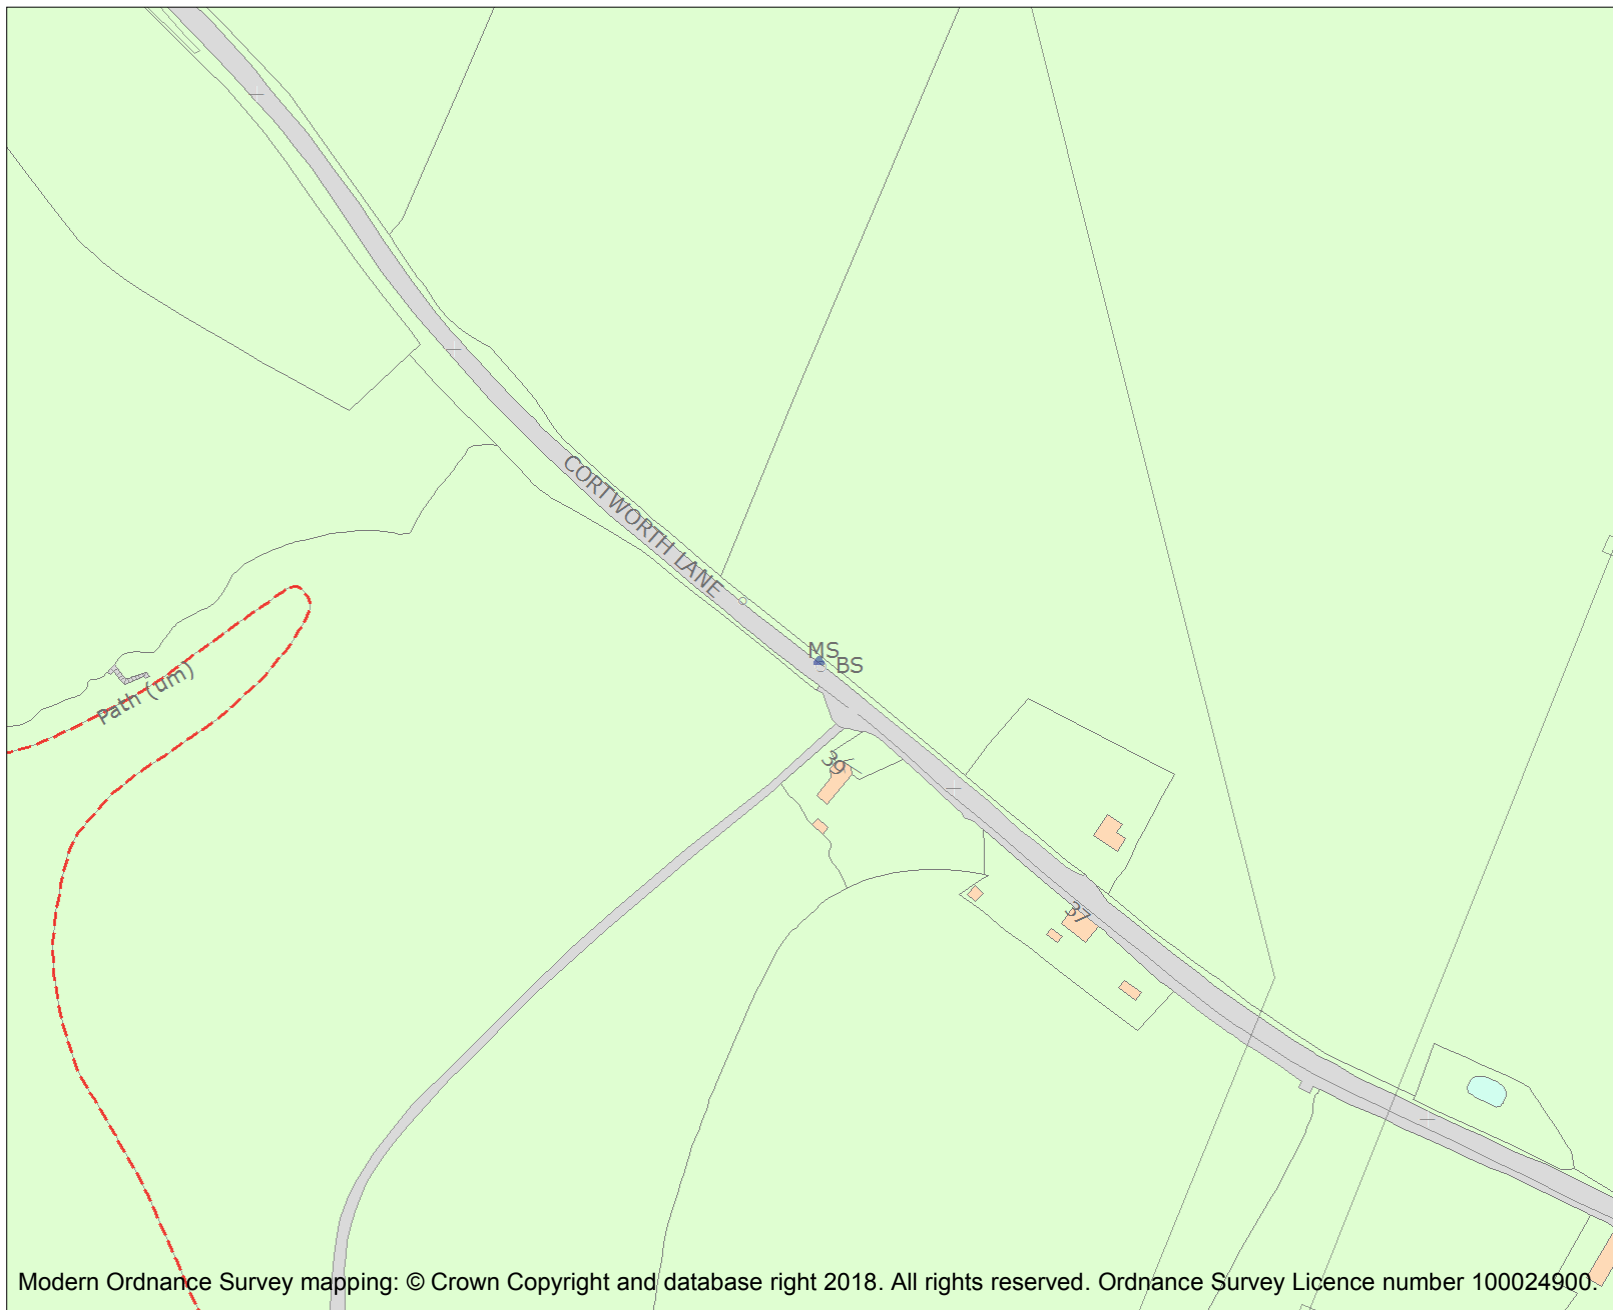 CORTWORTH LANE
MS
BS
Path (um)
39
37
Modern Ordnance Survey mapping: © Crown Copyright and database right 2018. All rights reserved. Ordnance Survey Licence number 100024900.